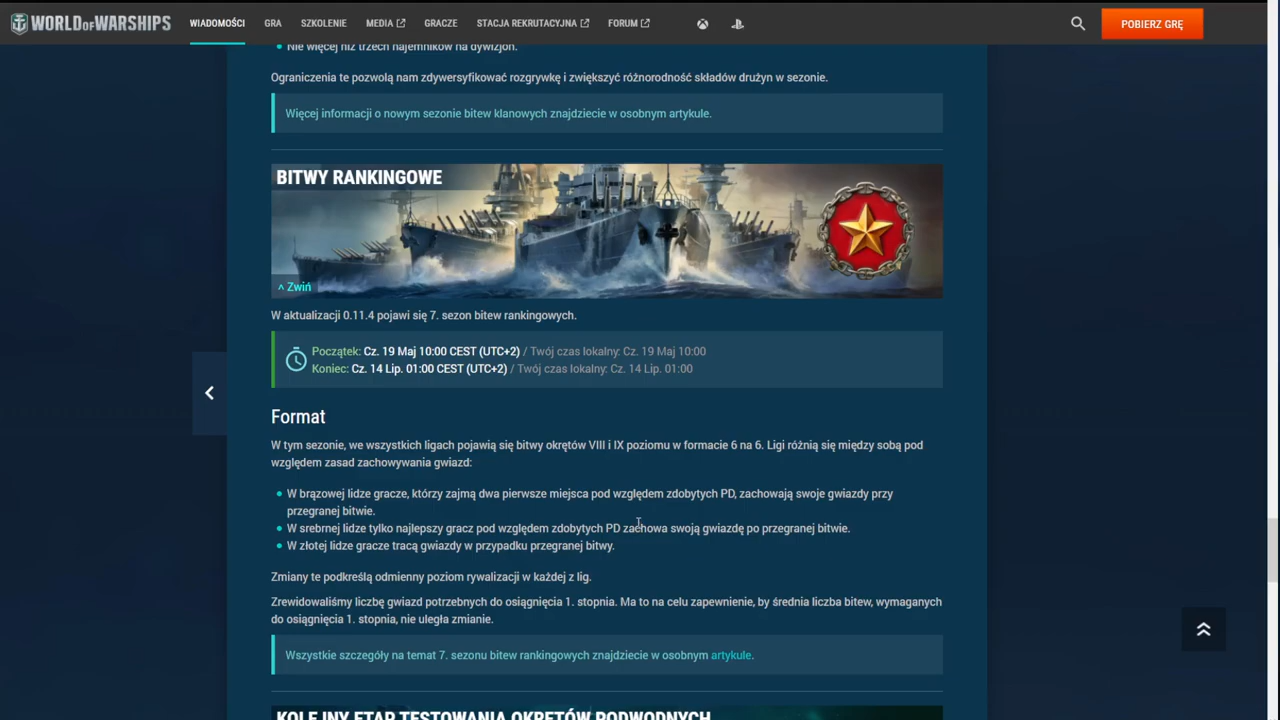 WORLD OF WARSHIPS
WIADOMOŚCI
GRA
SZKOLENIE
MEDIA
GRACZE
STACJA REKRUTACYJNA
FORUM
POBIERZ GRĘ
Nie więcej niż trzech najemników na dywizjon.
Ograniczenia te pozwolą nam zdywersyfikować rozgrywkę i zwiększyć różnorodność składów drużyn w sezonie.
Więcej informacji o nowym sezonie bitew klanowych znajdziecie w osobnym artykule.
BITWY RANKINGOWE
^ Zwiń
W aktualizacji 0.11.4 pojawi się 7. sezon bitew rankingowych.
Początek: Cz. 19 Maj 10:00 CEST (UTC+2) / Twój czas lokalny: Cz. 19 Maj 10:00
Koniec: Cz. 14 Lip. 01:00 CEST (UTC+2) / Twój czas lokalny: Cz. 14 Lip. 01:00
Format
W tym sezonie, we wszystkich ligach pojawią się bitwy okrętów VIII i IX poziomu w formacie 6 na 6. Ligi różnią się między sobą pod
względem zasad zachowywania gwiazd:
W brązowej lidze gracze, którzy zajmą dwa pierwsze miejsca pod względem zdobytych PD, zachowają swoje gwiazdy przy
przegranej bitwie.
W srebrnej lidze tylko najlepszy gracz pod względem zdobytych PD zachowa swoją gwiazdę po przegranej bitwie.
W złotej lidze gracze tracą gwiazdy w przypadku przegranej bitwy.
Zmiany te podkreślą odmienny poziom rywalizacji w każdej z lig.
Zrewidowaliśmy liczbę gwiazd potrzebnych do osiągnięcia 1. stopnia. Ma to na celu zapewnienie, by średnia liczba bitew, wymaganych
do osiągnięcia 1. stopnia, nie uległa zmianie.
Wszystkie szczegóły na temat 7. sezonu bitew rankingowych znajdziecie w osobnym artykule.
KOLEJNY ETAP TESTOWANIA OKRĘTÓW PODWODNYCH